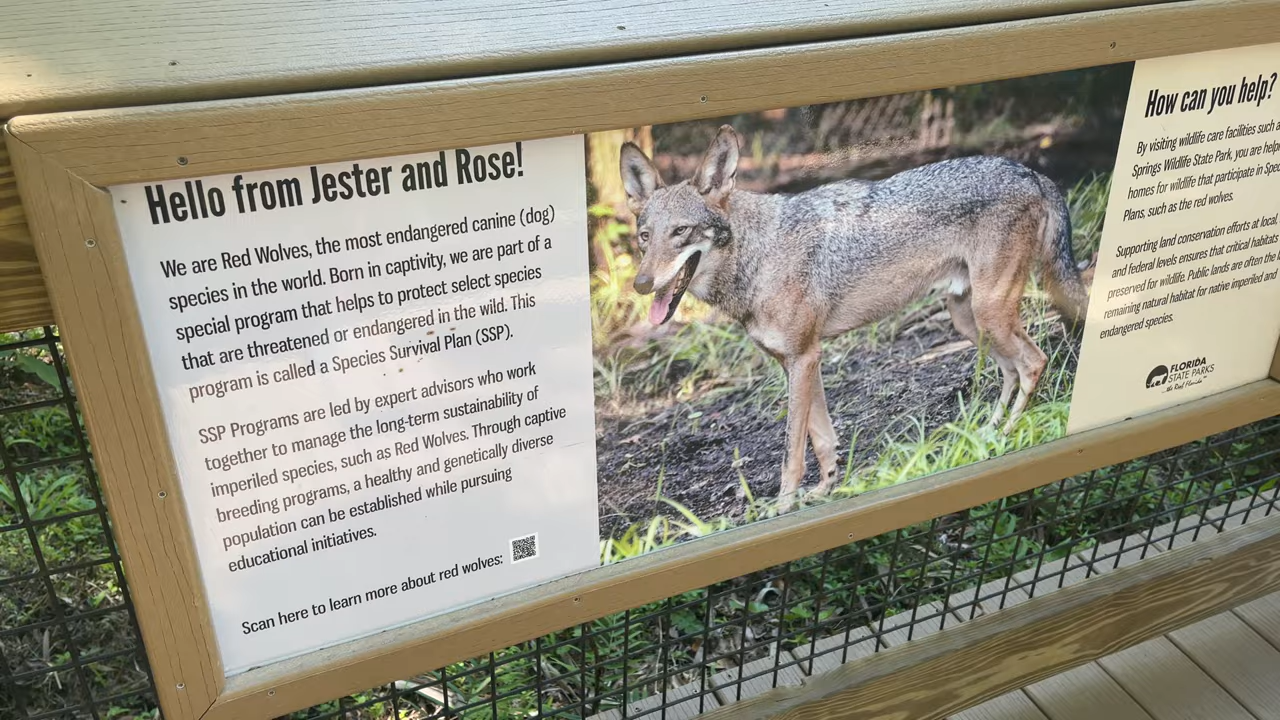 Hello from Jester and Rose!
We are Red Wolves, the most endangered canine (dog)
species in the world. Born in captivity, we are part of a
special program that helps to protect select species
that are threatened or endangered in the wild. This
program is called a Species Survival Plan (SSP).
SSP Programs are led by expert advisors who work
together to manage the long-term sustainability of
imperiled species, such as Red Wolves. Through captive
breeding programs, a healthy and genetically diverse
population can be established while pursuing
educational initiatives.
Scan here to learn more about red wolves:
How can you help?
By visiting wildlife care facilities such
Springs Wildlife State Park, you are
homes for wildlife that participate in
Plans, such as the red wolves.
Supporting land conservation efforts at
and federal levels ensures that critical
preserved for wildlife. Public lands are often
remaining natural habitat for native imperiled and
endangered species.
FLORIDA
STATE PARKS
...the Real Florida